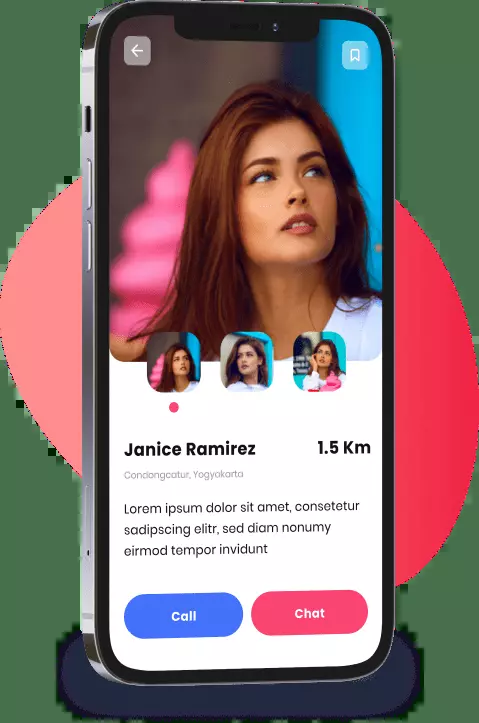 Janice Ramirez 1.5 Km
Condongcatur, Yogyakarta
Lorem ipsum dolor sit amet, consetetur
sadipscing elitr, sed diam nonumy
eirmod tempor invidunt
Call Chat